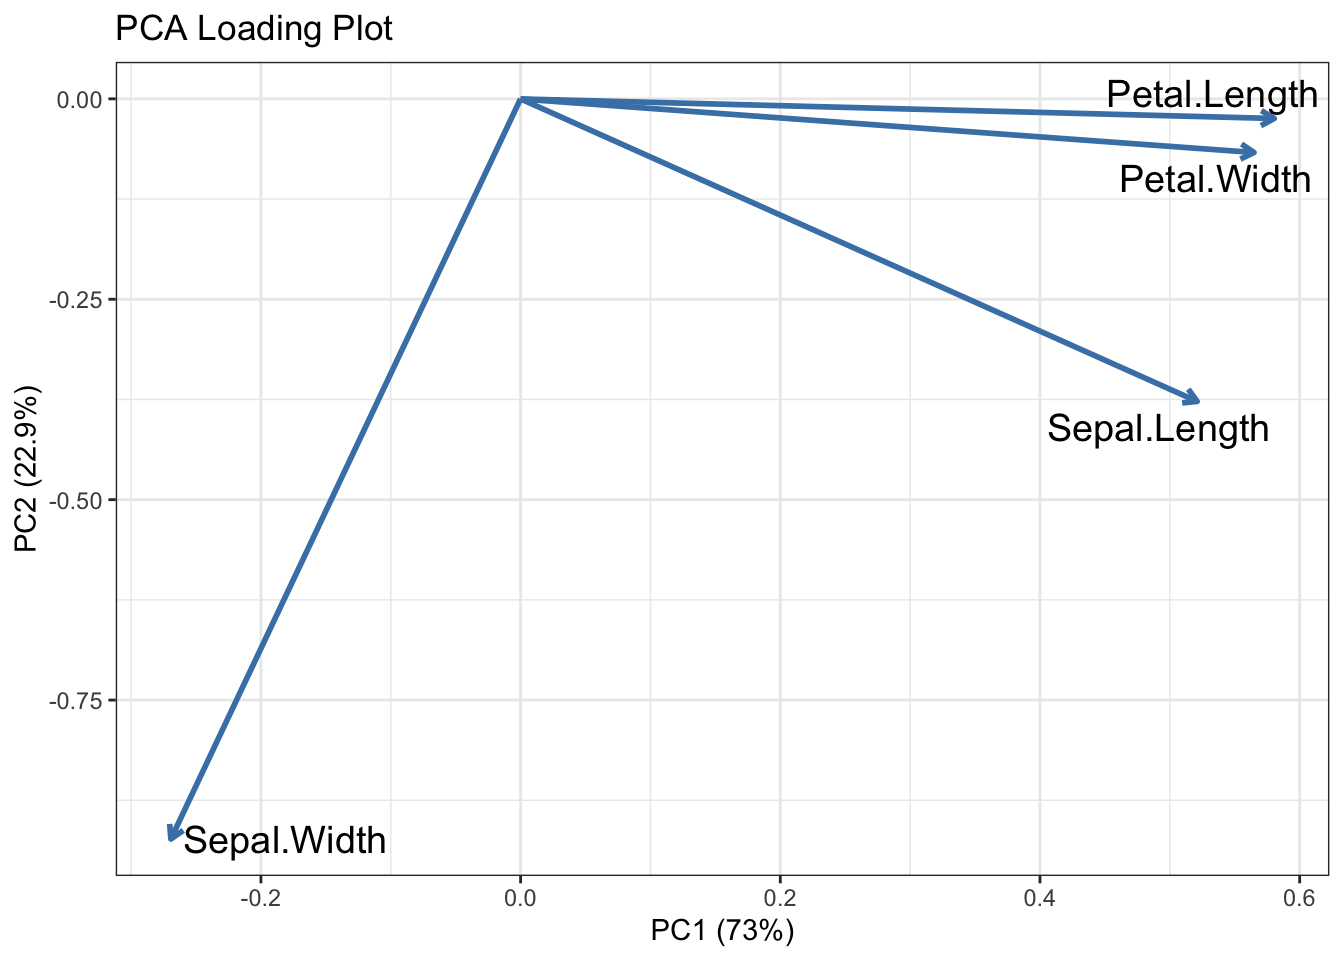 PCA Loading Plot
0.00
Petal.Length
Petal.Width
-0.25
Sepal.Length
-0.50
PC2 (22.9%)
-0.75
Sepal.Width
-0.2
0.0
0.2
0.4
0.6
PC1 (73%)